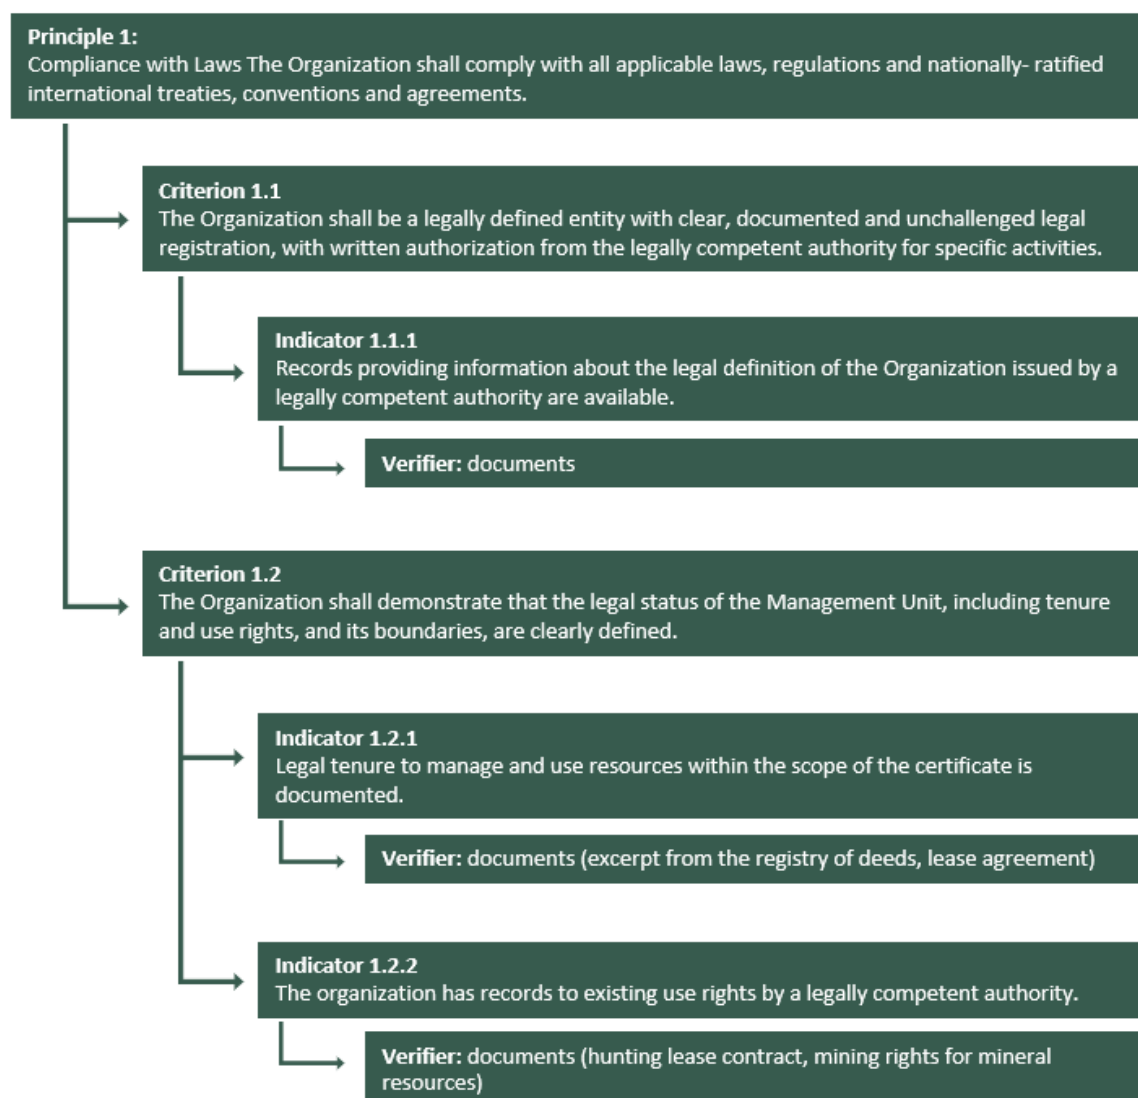 Principle 1:
Compliance with Laws The Organization shall comply with all applicable laws, regulations and nationally- ratified
international treaties, conventions and agreements.
Criterion 1.1
The Organization shall be a legally defined entity with clear, documented and unchallenged legal
registration, with written authorization from the legally competent authority for specific activities.
Indicator 1.1.1
Records providing information about the legal definition of the Organization issued by a
legally competent authority are available.
Verifier: documents
Criterion 1.2
The Organization shall demonstrate that the legal status of the Management Unit, including tenure
and use rights, and its boundaries, are clearly defined.
Indicator 1.2.1
Legal tenure to manage and use resources within the scope of the certificate is
documented.
Verifier: documents (excerpt from the registry of deeds, lease agreement)
Indicator 1.2.2
The organization has records to existing use rights by a legally competent authority.
Verifier: documents (hunting lease contract, mining rights for mineral
resources)